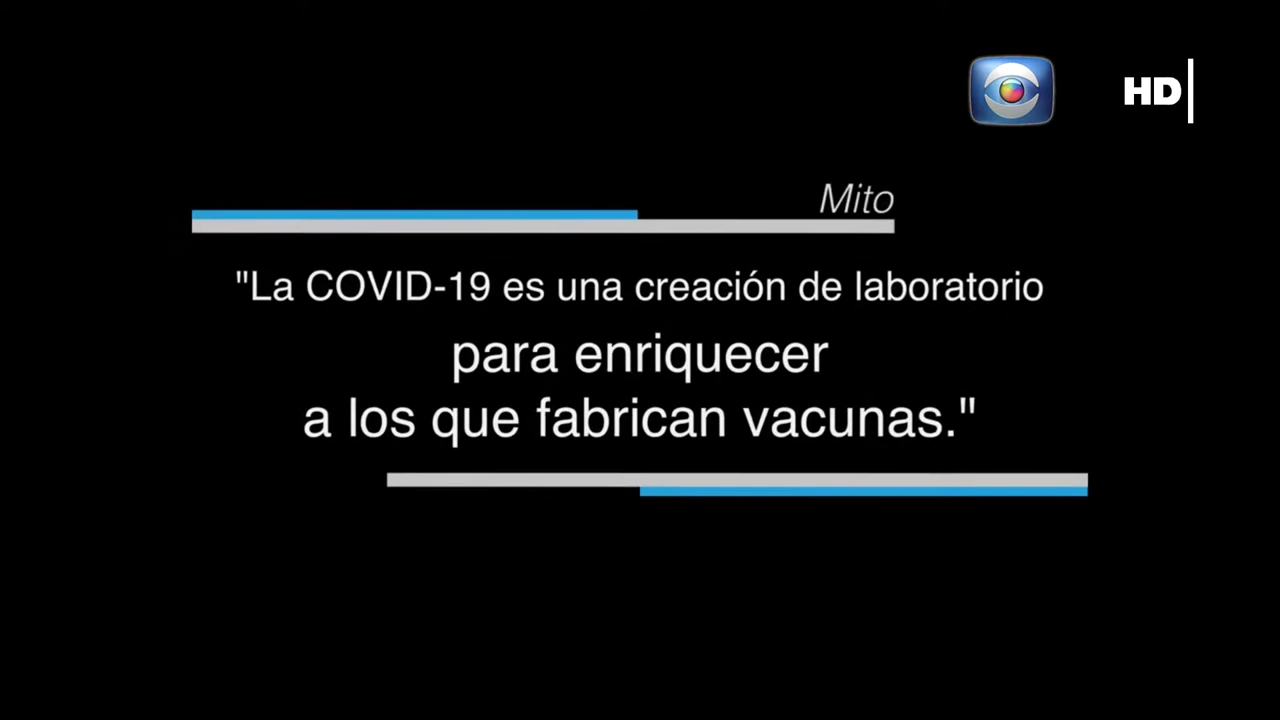 HD
Mito
"La COVID-19 es una creación de laboratorio
para enriquecer
a los que fabrican vacunas."